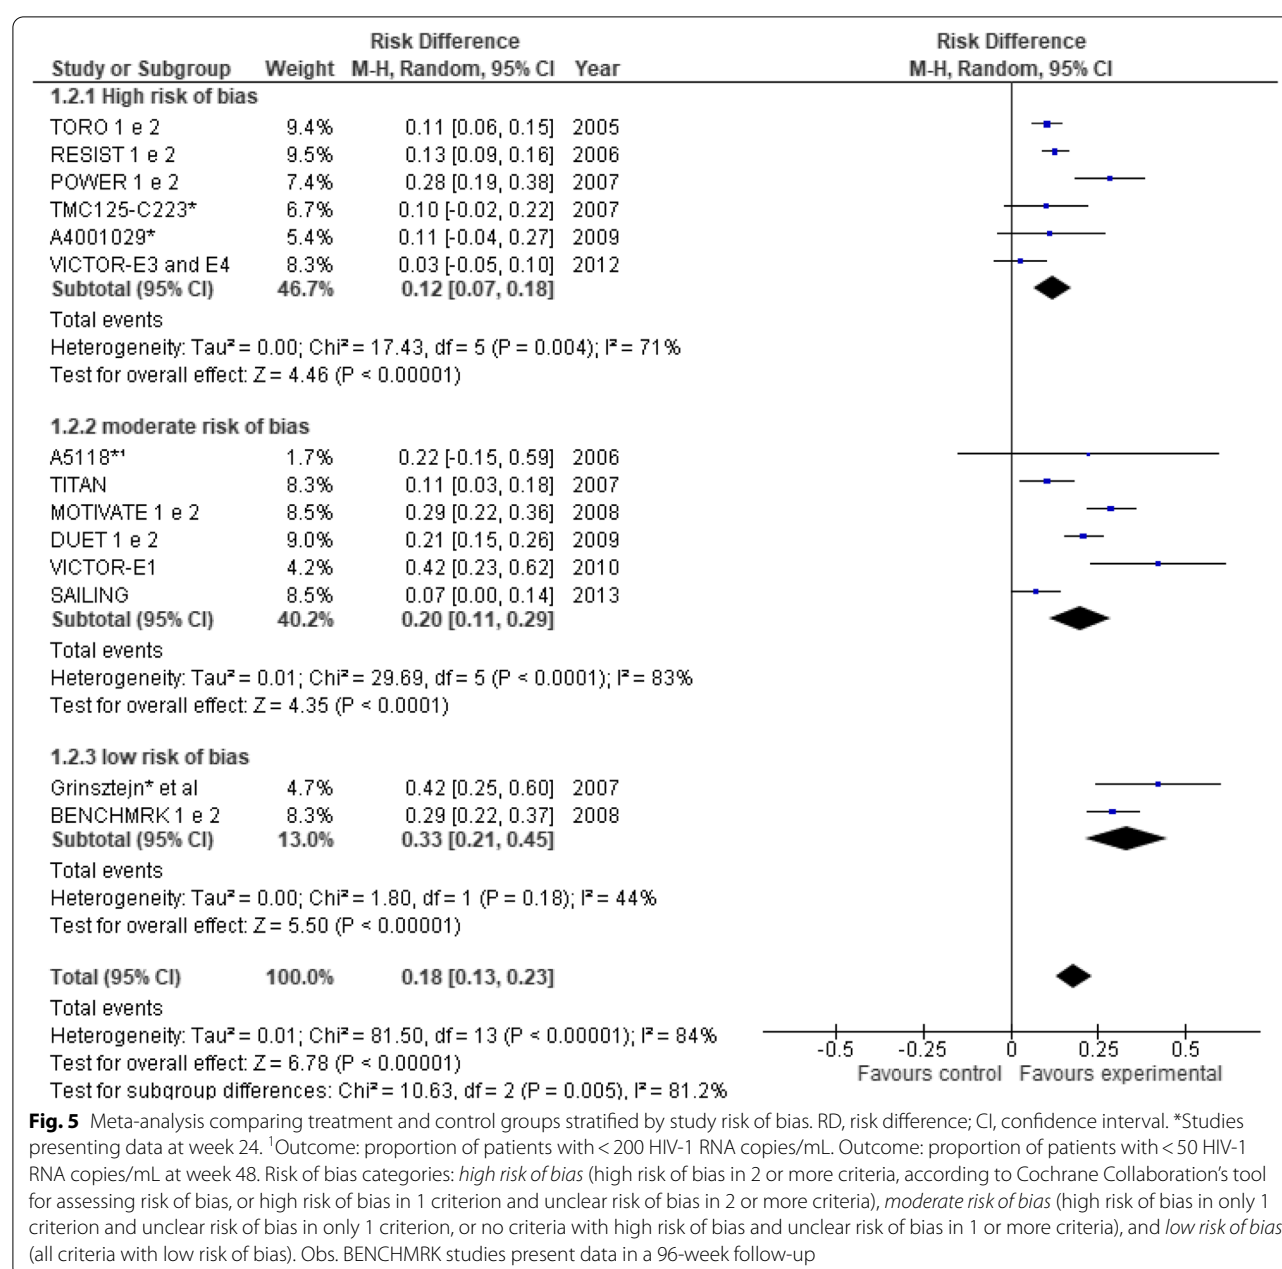 Risk Difference Risk Difference
Study or Subgroup Weight M-H, Random, 95% CI Year M-H, Random, 95% CI
1.2.1 High risk of bias
TORO 1 e 2 9.4% 0.11 [0.06, 0.15] 2005
RESIST 1 e 2 9.5% 0.13 [0.09, 0.16] 2006
POWER 1 e 2 7.4% 0.28 [0.19, 0.38] 2007
TMC125-C223* 6.7% 0.10 [-0.02, 0.22] 2007
A4001029* 5.4% 0.11 [-0.04, 0.27] 2009
VICTOR-E3 and E4 8.3% 0.03 [-0.05, 0.10] 2012
Subtotal (95% CI) 46.7% 0.12 [0.07, 0.18]
Total events
Heterogeneity: Tau² = 0.00; Chi² = 17.43, df = 5 (P = 0.004); I² = 71%
Test for overall effect: Z = 4.46 (P < 0.00001)
1.2.2 moderate risk of bias
A5118*¹ 1.7% 0.22 [-0.15, 0.59] 2006
TITAN 8.3% 0.11 [0.03, 0.18] 2007
MOTIVATE 1 e 2 8.5% 0.29 [0.22, 0.36] 2008
DUET 1 e 2 9.0% 0.21 [0.15, 0.26] 2009
VICTOR-E1 4.2% 0.42 [0.23, 0.62] 2010
SAILING 8.5% 0.07 [0.00, 0.14] 2013
Subtotal (95% CI) 40.2% 0.20 [0.11, 0.29]
Total events
Heterogeneity: Tau² = 0.01; Chi² = 29.69, df = 5 (P < 0.0001); I² = 83%
Test for overall effect: Z = 4.35 (P < 0.0001)
1.2.3 low risk of bias
Grinsztejn* et al 4.7% 0.42 [0.25, 0.60] 2007
BENCHMRK 1 e 2 8.3% 0.29 [0.22, 0.37] 2008
Subtotal (95% CI) 13.0% 0.33 [0.21, 0.45]
Total events
Heterogeneity: Tau² = 0.00; Chi² = 1.80, df = 1 (P = 0.18); I² = 44%
Test for overall effect: Z = 5.50 (P < 0.00001)
Total (95% CI) 100.0% 0.18 [0.13, 0.23]
Total events
Heterogeneity: Tau² = 0.01; Chi² = 81.50, df = 13 (P < 0.00001); I² = 84%
Test for overall effect: Z = 6.78 (P < 0.00001)
Test for subgroup differences: Chi² = 10.63, df = 2 (P = 0.005), I² = 81.2%
-0.5 -0.25 0 0.25 0.5
Favours control Favours experimental
Fig. 5 Meta-analysis comparing treatment and control groups stratified by study risk of bias. RD, risk difference; CI, confidence interval. *Studies
presenting data at week 24. ¹Outcome: proportion of patients with < 200 HIV-1 RNA copies/mL. Outcome: proportion of patients with < 50 HIV-1
RNA copies/mL at week 48. Risk of bias categories: high risk of bias (high risk of bias in 2 or more criteria, according to Cochrane Collaboration's tool
for assessing risk of bias, or high risk of bias in 1 criterion and unclear risk of bias in 2 or more criteria), moderate risk of bias (high risk of bias in only 1
criterion and unclear risk of bias in only 1 criterion, or no criteria with high risk of bias and unclear risk of bias in 1 or more criteria), and low risk of bias
(all criteria with low risk of bias). Obs. BENCHMRK studies present data in a 96-week follow-up